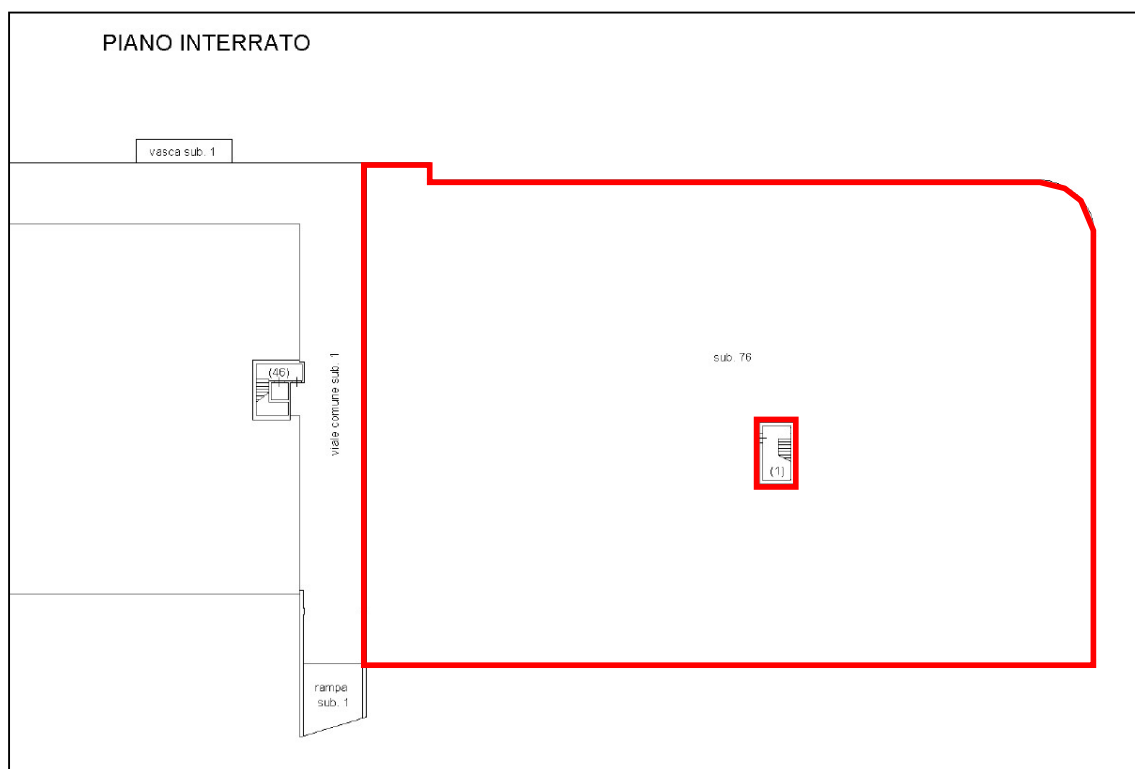 PIANO INTERRATO
vasca sub. 1
sub. 76
viale comune sub. 1
(46)
(1)
rampa
sub. 1